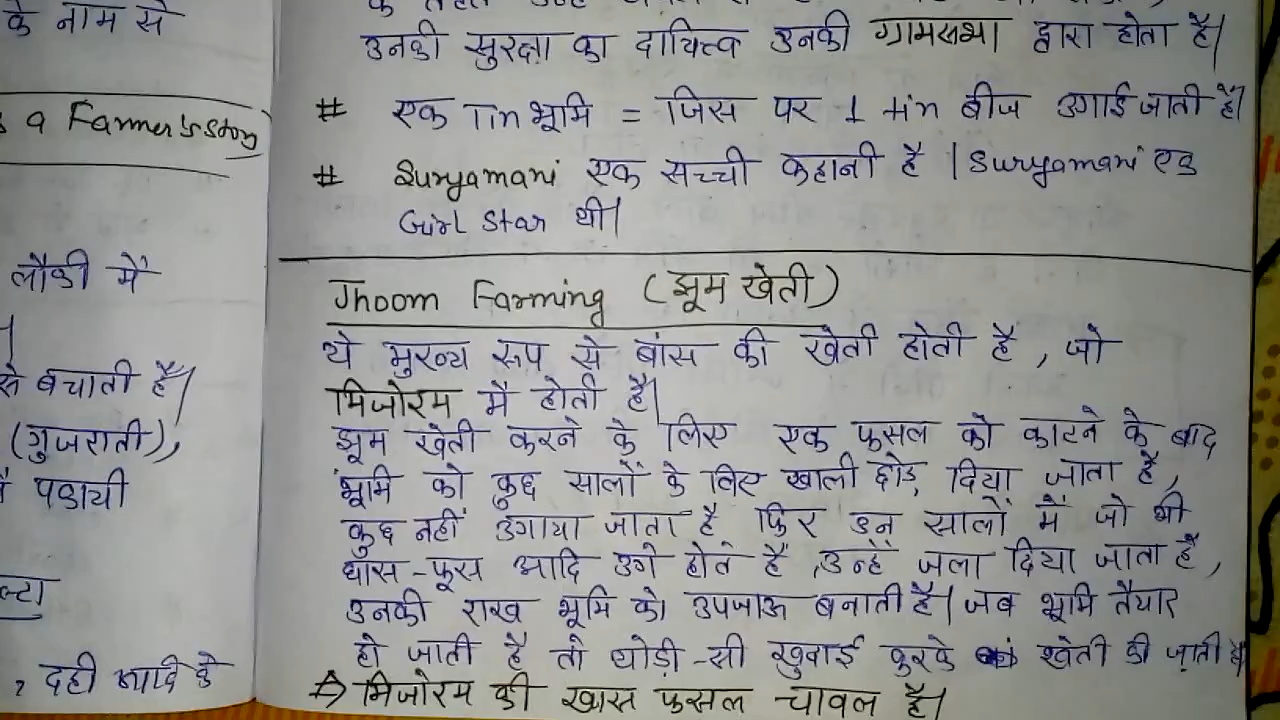 के नाम से
a Farmer's story
लौकी में
से बचाती है।
(गुजराती),
पडायी
ल्टा
, दही आदि के
उनकी सुरक्षा का दायित्व उनकी ग्रामसभा द्वारा होता है।
# एक Tin भूमि = जिस पर 1 tin बीज उगाई जाती है।
# Suryamani एक सच्ची कहानी है | Suryamani एक
Girl Star थी।
Jhoom Farming (झूम खेती)
ये मुख्य रूप से बांस की खेती होती है , जो
मिजोरम में होती है।
झूम खेती करने के लिए एक फसल को काटने के बाद
भूमि को कुछ सालों के लिए खाली छोड़ दिया जाता है,
कुछ नहीं उगाया जाता है फिर उन सालों में जो भी
घास-फूस आदि उगे होते हैं , उन्हें जला दिया जाता है,
उनकी राख भूमि को उपजाऊ बनाती है। जब भूमि तैयार
हो जाती है तो थोड़ी-सी खुदाई करके खेती की जाती है
⇒ मिजोरम की खास फसल चावल है।